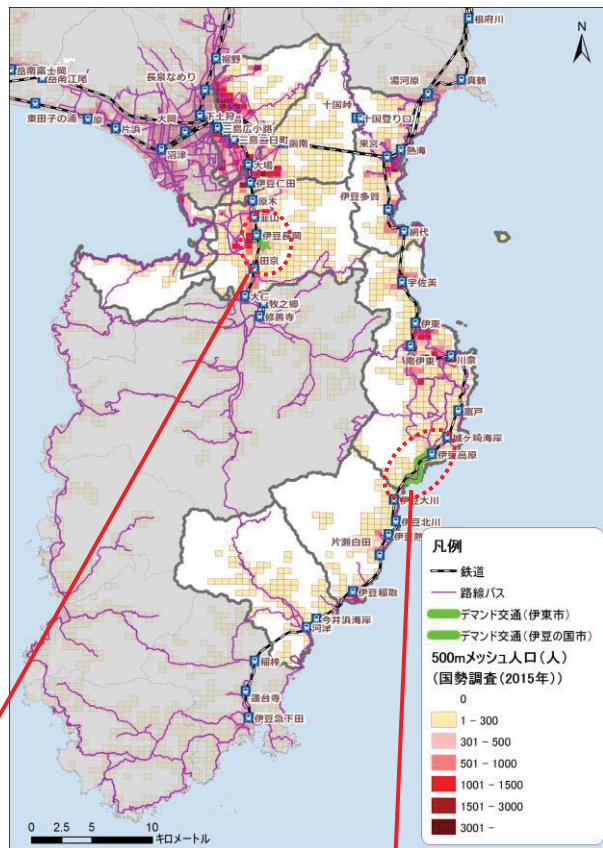 根府川
N
裾野
岳南富士岡
岳南江尾
長泉なめり
真鶴
湯河原
十国峠
大岡
下土狩
十国登り口
東田子の浦
原
片浜
三島広小路
三島二日町
函南
来宮
熱海
沼津
大場
伊豆仁田
原木
伊豆多賀
韮山
網代
伊豆長岡
田京
宇佐美
大仁
牧之郷
修善寺
伊東
南伊東
川奈
富戸
城ヶ崎海岸
伊豆高原
伊豆大川
伊豆北川
伊豆熱
片瀬白田
伊豆稲取
今井浜海岸
河津
稲梓
蓮台寺
伊豆急下田
凡例
鉄道
路線バス
デマンド交通(伊東市)
デマンド交通(伊豆の国市)
500mメッシュ人口(人)
(国勢調査(2015年))
0
1 - 300
301 - 500
501 - 1000
1001 - 1500
1501 - 3000
3001 -
0 2.5 5 10
キロメートル